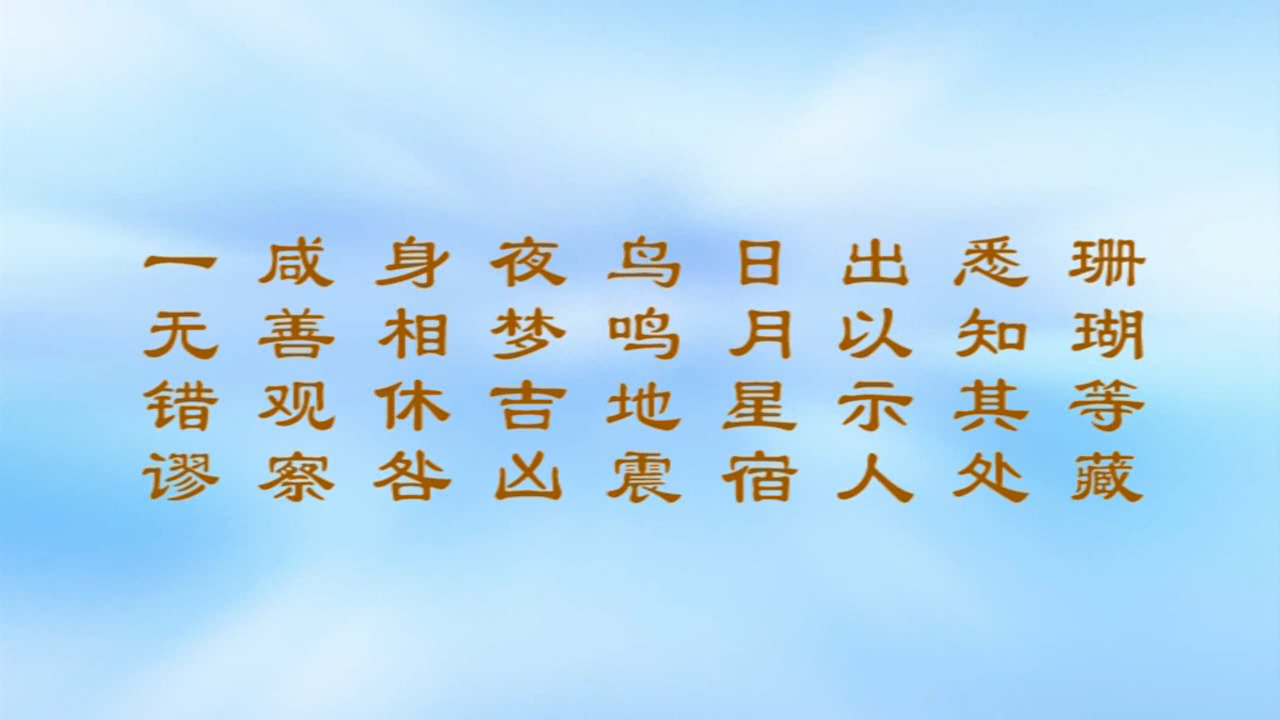 珊瑚等藏
悉知其处
出以示人
日月星宿
鸟鸣地震
夜梦吉凶
身相休咎
咸善观察
一无错谬